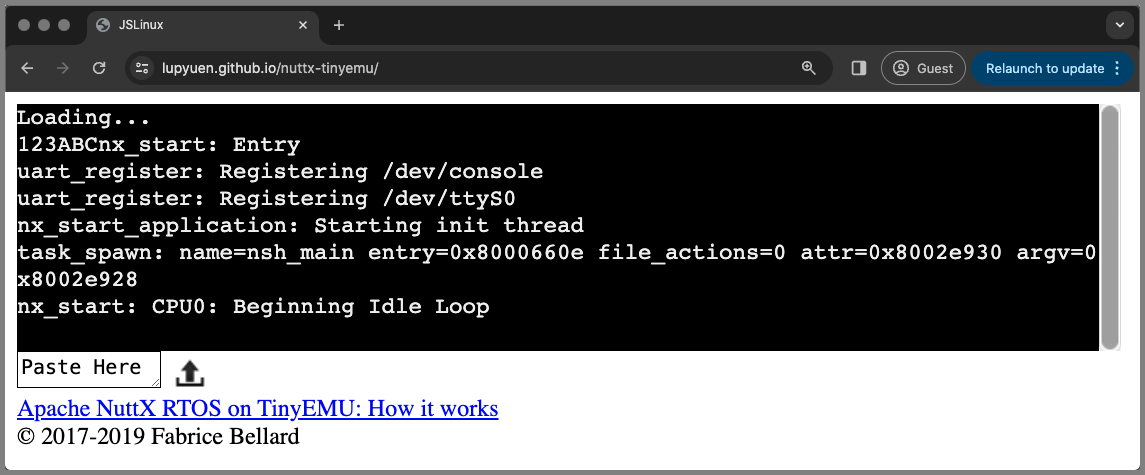 JSLinux
lupyuen.github.io/nuttx-tinyemu/
Guest
Relaunch to update
Loading...
123ABCnx_start: Entry
uart_register: Registering /dev/console
uart_register: Registering /dev/ttyS0
nx_start_application: Starting init thread
task_spawn: name=nsh_main entry=0x8000660e file_actions=0 attr=0x8002e930 argv=0
x8002e928
nx_start: CPU0: Beginning Idle Loop
Paste Here
Apache NuttX RTOS on TinyEMU: How it works
© 2017-2019 Fabrice Bellard